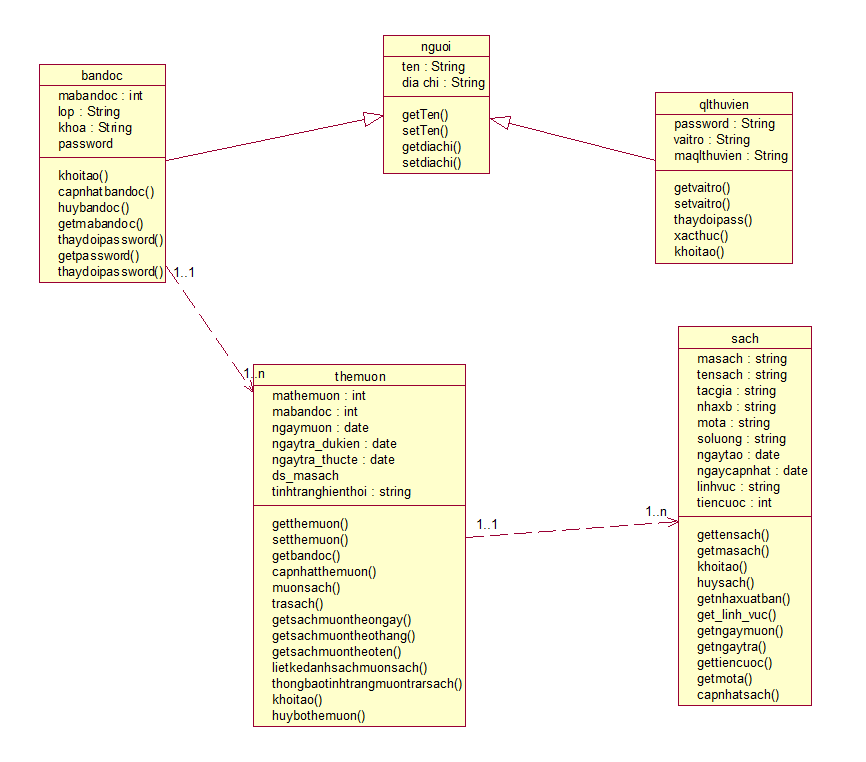 nguoi
ten : String
dia chi : String
getTen()
setTen()
getdiachi()
setdiachi()
bandoc
mabandoc : int
lop : String
khoa : String
password
khoitao()
capnhatbandoc()
huybandoc()
getmabandoc()
thaydoipassword()
getpassword()
thaydoipassword()
qlthuvien
password : String
vaitro : String
maqlthuvien : String
getvaitro()
setvaitro()
thaydoipass()
xacthuc()
khoitao()
1..1
1..n
themuon
mathemuon : int
mabandoc : int
ngaymuon : date
ngaytra_dukien : date
ngaytra_thucte : date
ds_masach
tinhtranghienthoi : string
getthemuon()
setthemuon()
getbandoc()
capnhatthemuon()
muonsach()
trasach()
getsachmuontheongay()
getsachmuontheothang()
getsachmuontheoten()
lietkedanhsachmuonsach()
thongbaotinhtrangmuontrarsach()
khoitao()
huybothemuon()
1..1
1..n
sach
masach : string
tensach : string
tacgia : string
nhaxb : string
mota : string
soluong : string
ngaytao : date
ngaycapnhat : date
linhvuc : string
tiencuoc : int
gettensach()
getmasach()
khoitao()
huysach()
getnhaxuatban()
get_linh_vuc()
getngaymuon()
getngaytra()
gettiencuoc()
getmota()
capnhatsach()